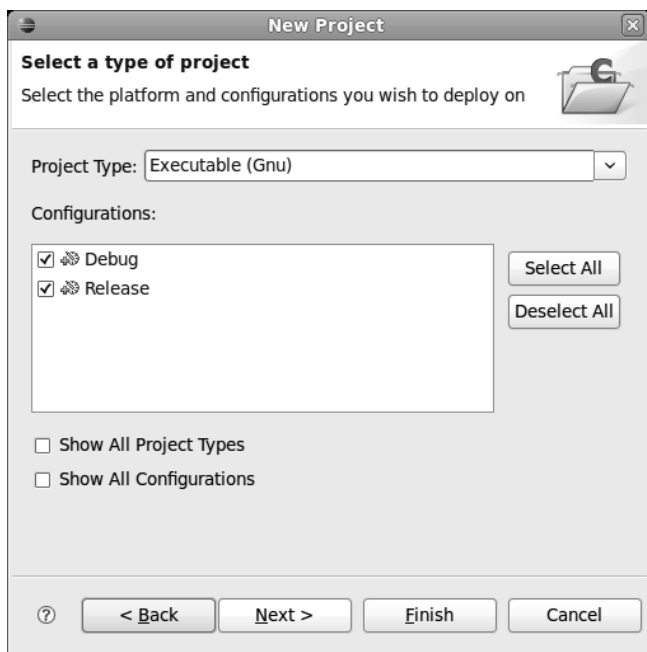 New Project
Select a type of project
Select the platform and configurations you wish to deploy on
C
Project Type: Executable (Gnu)
Configurations:
Debug
Release
Select All
Deselect All
Show All Project Types
Show All Configurations
? < Back Next > Finish Cancel